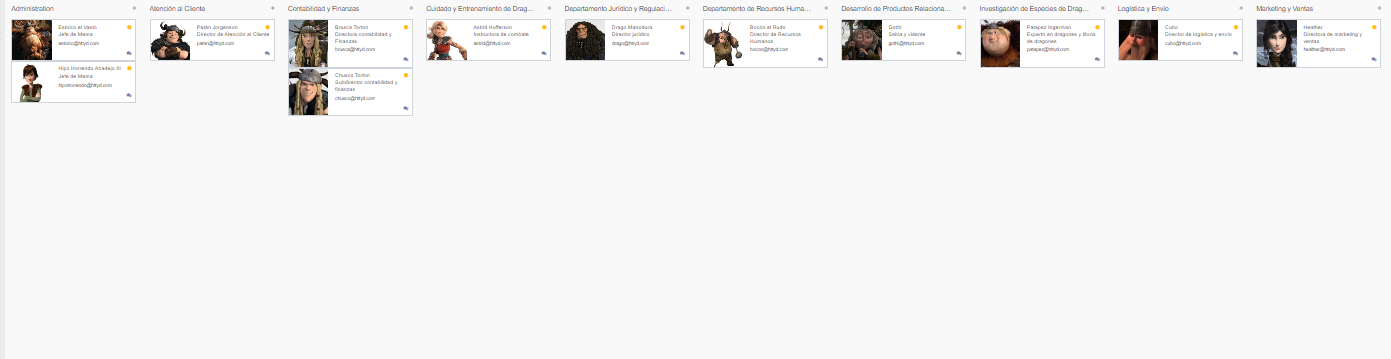 Administration
Estoico el Vasto
Jefe de Mema
estoico@httyd.com
Hipo Horrendo Abadejo III
Jefe de Mema
hipohorrendo@httyd.com
Atención al Cliente
Patán Jorgenson
Director de Atención al Cliente
patan@httyd.com
Contabilidad y Finanzas
Brusca Torton
Directora contabilidad y
Finanzas
brusca@httyd.com
Chusco Torton
Subdirector contabilidad y
finanzas
chusco@httyd.com
Cuidado y Entrenamiento de Drag...
Astrid Hofferson
Instructora de combate
astrid@httyd.com
Departamento Jurídico y Regulaci...
Drago Manodura
Director jurídico
drago@httyd.com
Departamento de Recursos Huma...
Bocón el Rudo
Director de Recursos
Humanos
bocon@httyd.com
Desarrollo de Productos Relaciona...
Gothi
Sabia y vidente
gothi@httyd.com
Investigación de Especies de Drag...
Patapez Ingerman
Experto en dragones y libros
de dragones
patapez@httyd.com
Logística y Envío
Cubo
Director de logística y envío
cubo@httyd.com
Marketing y Ventas
Heather
Directora de marketing y
ventas
heather@httyd.com